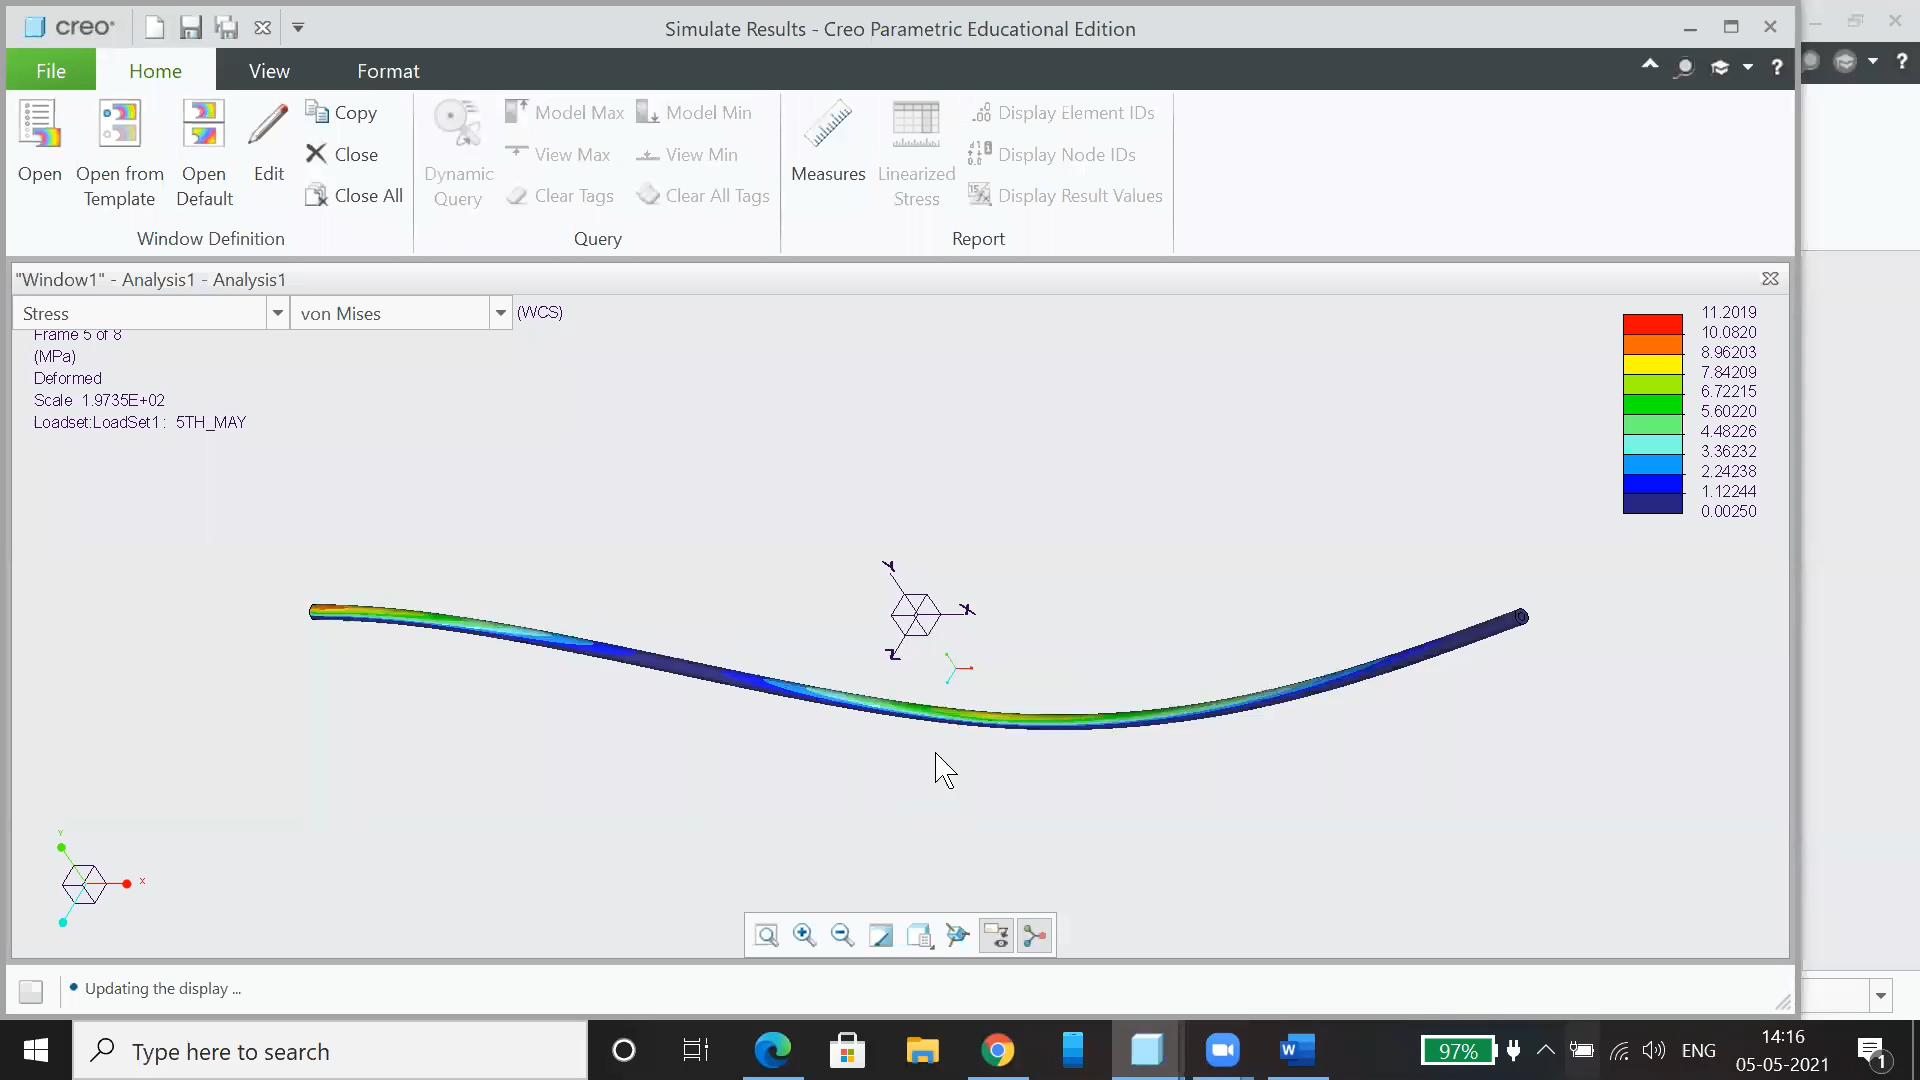 creo
Simulate Results - Creo Parametric Educational Edition
File
Home
View
Format
?
?
Open
Open from
Template
Open
Default
Edit
Copy
Close
Close All
Window Definition
Dynamic
Query
Model Max
Model Min
View Max
View Min
Clear Tags
Clear All Tags
Query
Measures
Linearized
Stress
Display Element IDs
Display Node IDs
Display Result Values
Report
"Window1" - Analysis1 - Analysis1
Stress
von Mises
(WCS)
Frame 5 of 8
(MPa)
Deformed
Scale 1.9735E+02
Loadset:LoadSet1 : 5TH_MAY
11.2019
10.0820
8.96203
7.84209
6.72215
5.60220
4.48226
3.36232
2.24238
1.12244
0.00250
Y
X
Z
Y
X
Updating the display ...
Type here to search
97%
ENG
14:16
05-05-2021
1